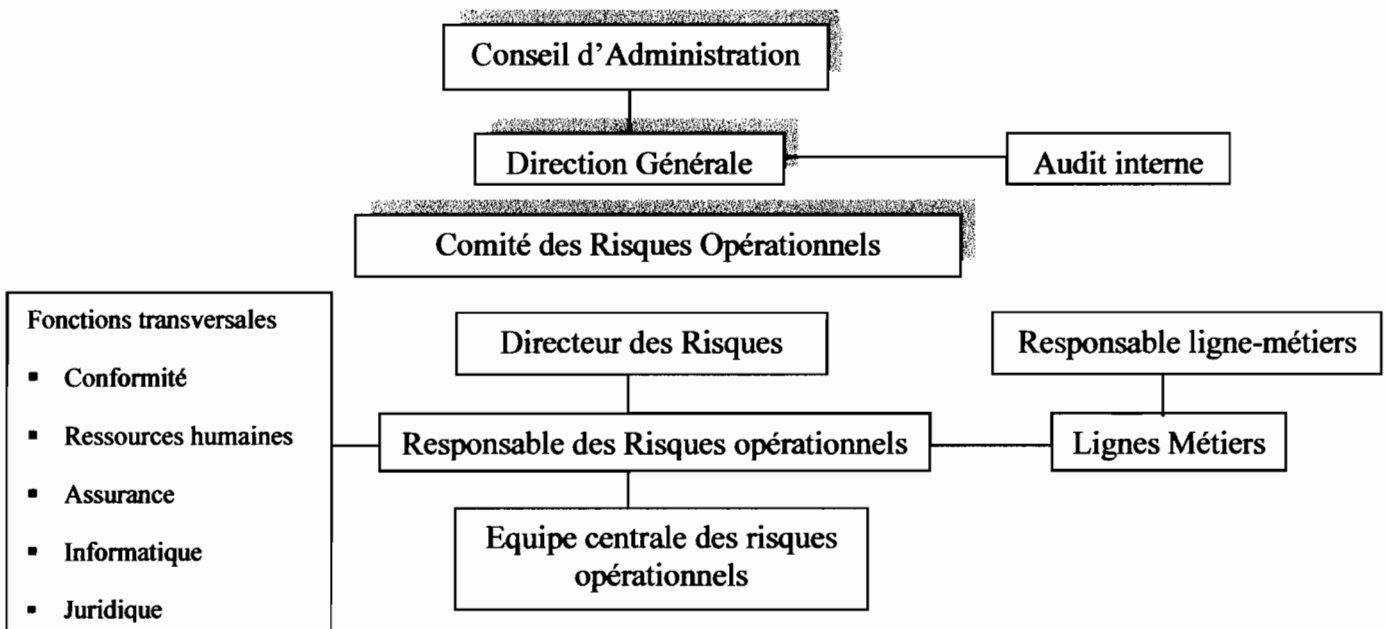 Conseil d'Administration
Direction Générale
Audit interne
Comité des Risques Opérationnels
Fonctions transversales
▪ Conformité
▪ Ressources humaines
▪ Assurance
▪ Informatique
▪ Juridique
Directeur des Risques
Responsable ligne-métiers
Responsable des Risques opérationnels
Lignes Métiers
Equipe centrale des risques
opérationnels